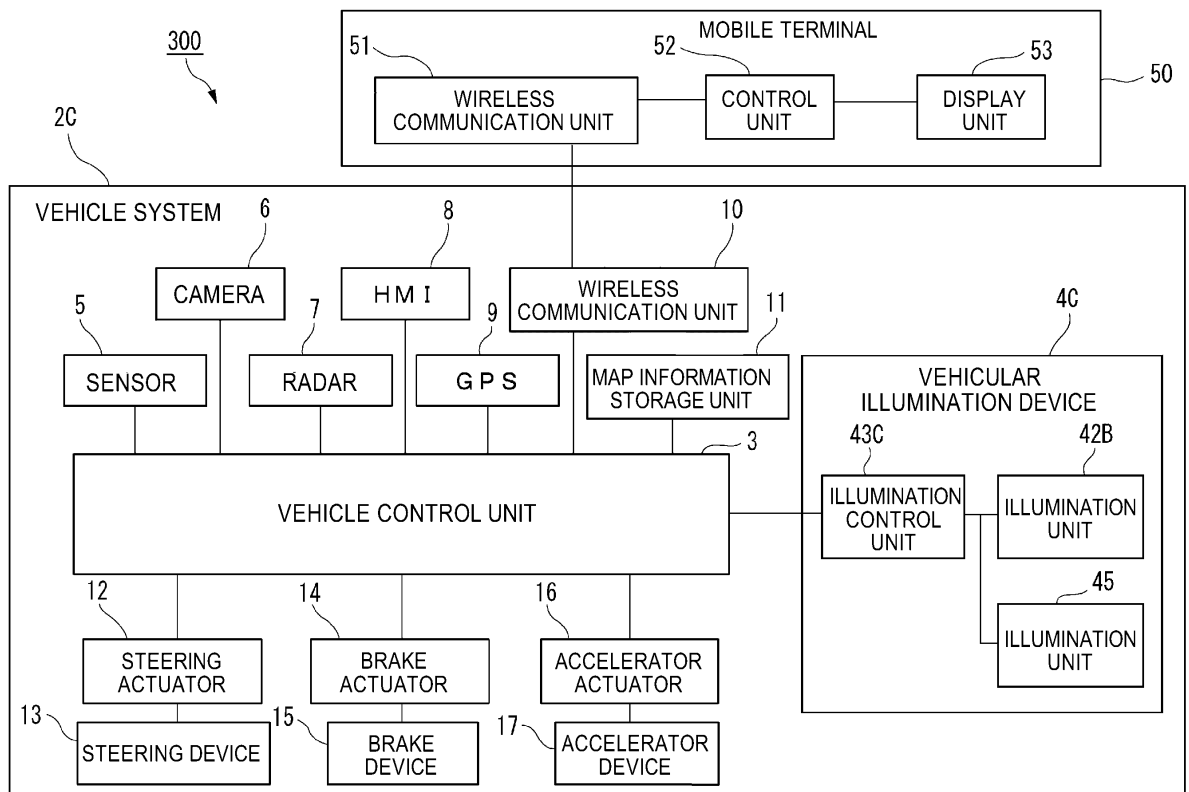 300
MOBILE TERMINAL
51
52
53
50
WIRELESS
COMMUNICATION UNIT
CONTROL
UNIT
DISPLAY
UNIT
2C
VEHICLE SYSTEM
6
8
10
CAMERA
HMI
WIRELESS
COMMUNICATION UNIT
5
7
9
11
4C
SENSOR
RADAR
GPS
MAP INFORMATION
STORAGE UNIT
VEHICULAR
ILLUMINATION DEVICE
3
43C
42B
VEHICLE CONTROL UNIT
ILLUMINATION
CONTROL
UNIT
ILLUMINATION
UNIT
45
ILLUMINATION
UNIT
12
14
16
STEERING
ACTUATOR
BRAKE
ACTUATOR
ACCELERATOR
ACTUATOR
13
15
17
STEERING DEVICE
BRAKE
DEVICE
ACCELERATOR
DEVICE